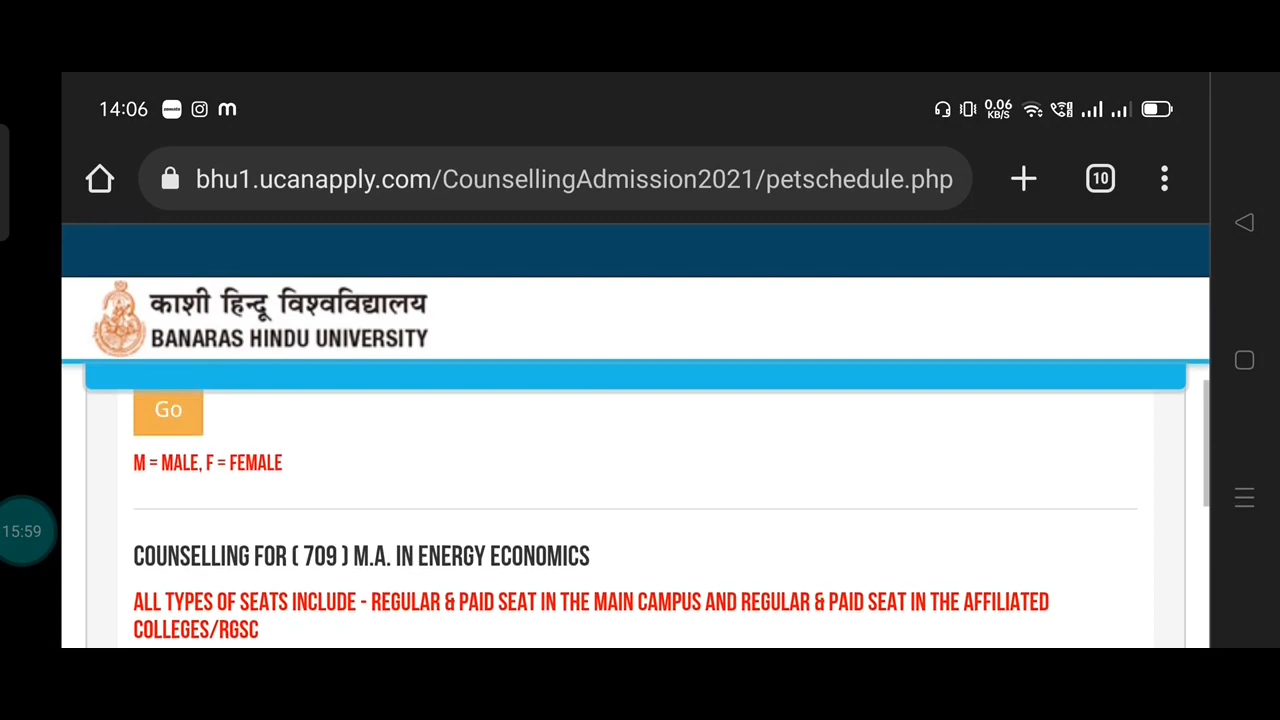 14:06
zomato
0.06
KB/S
bhu1.ucanapply.com/CounsellingAdmission2021/petschedule.php
10
काशी हिन्दू विश्वविद्यालय
BANARAS HINDU UNIVERSITY
Go
M = MALE, F = FEMALE
15:59
COUNSELLING FOR ( 709 ) M.A. IN ENERGY ECONOMICS
ALL TYPES OF SEATS INCLUDE - REGULAR & PAID SEAT IN THE MAIN CAMPUS AND REGULAR & PAID SEAT IN THE AFFILIATED
COLLEGES/RGSC